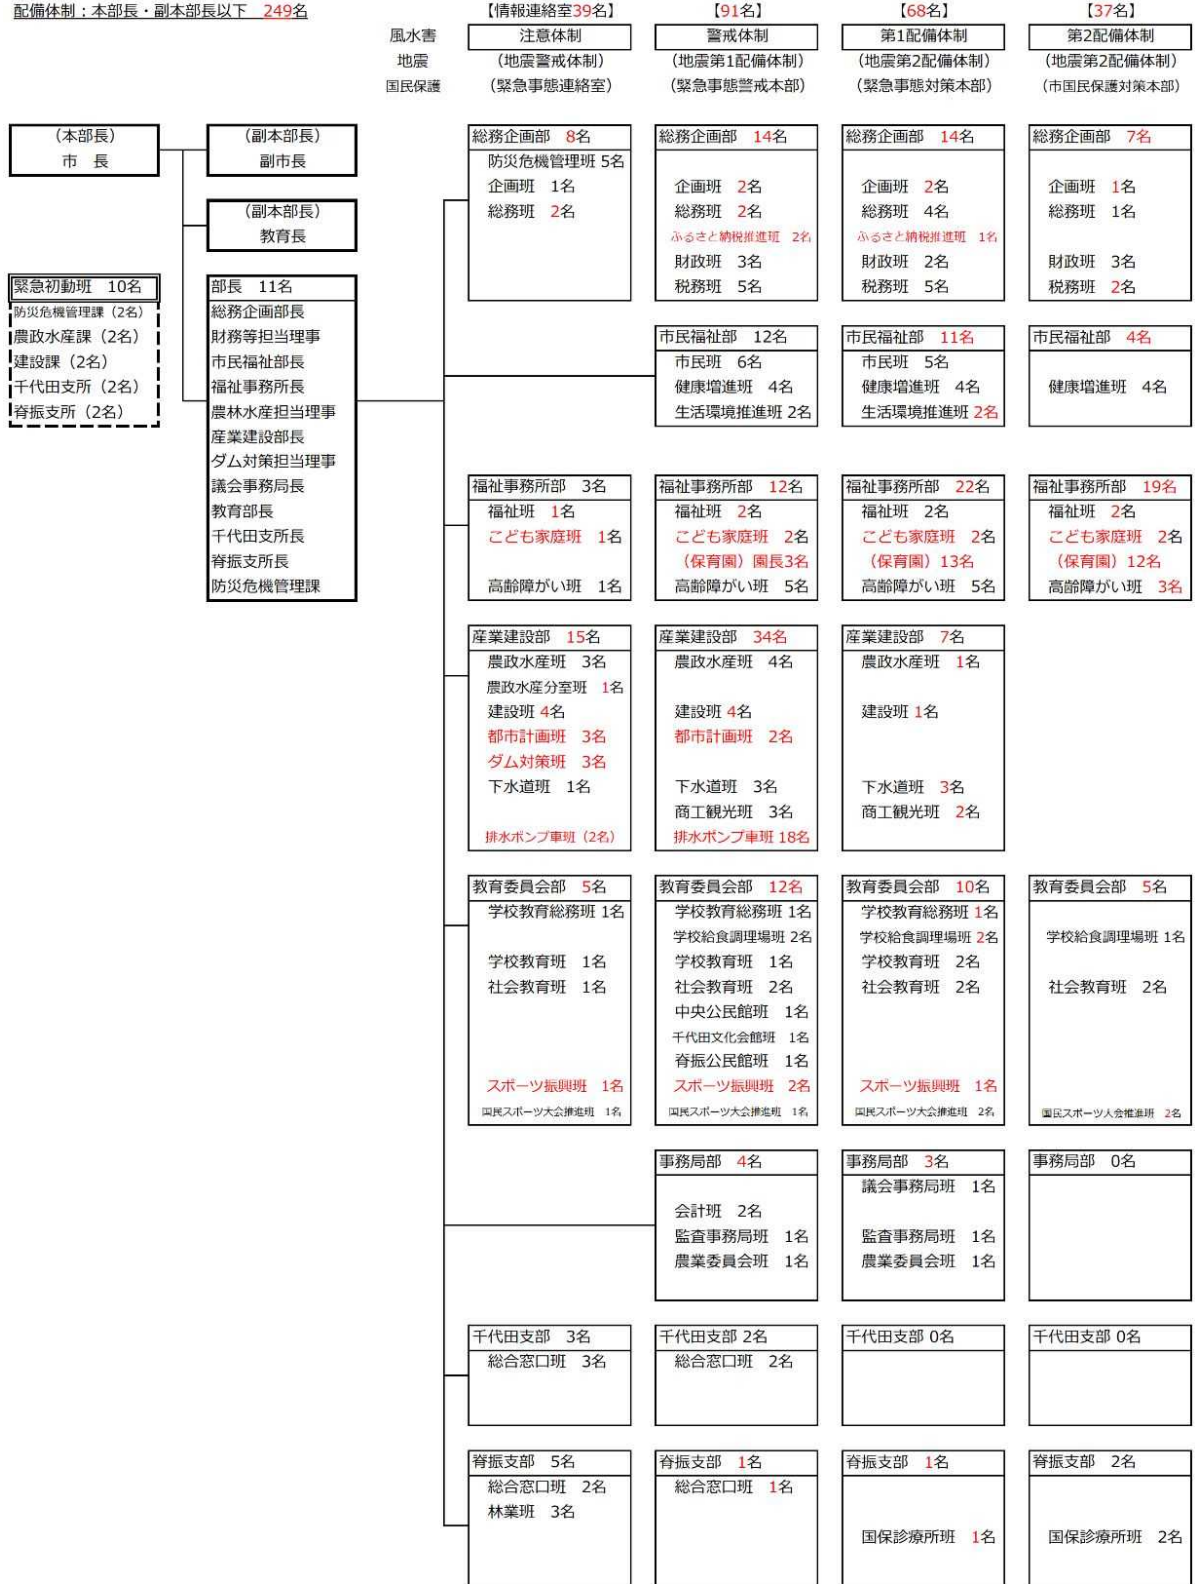 配備体制：本部長・副本部長以下　249名
【情報連絡室39名】
【91名】
【68名】
【37名】
風水害
注意体制
警戒体制
第1配備体制
第2配備体制
地震
（地震警戒体制）
（地震第1配備体制）
（地震第2配備体制）
（地震第2配備体制）
国民保護
（緊急事態連絡室）
（緊急事態警戒本部）
（緊急事態対策本部）
（市国民保護対策本部）
（本部長）
市　長
（副本部長）
副市長
（副本部長）
教育長
緊急初動班　10名
防災危機管理課（2名）
農政水産課（2名）
建設課（2名）
千代田支所（2名）
脊振支所（2名）
部長　11名
総務企画部長
財務等担当理事
市民福祉部長
福祉事務所長
農林水産担当理事
産業建設部長
ダム対策担当理事
議会事務局長
教育部長
千代田支所長
脊振支所長
防災危機管理課
総務企画部　8名
防災危機管理班 5名
企画班　1名
総務班　2名
総務企画部　14名
企画班　2名
総務班　2名
ふるさと納税推進班　2名
財政班　3名
税務班　5名
総務企画部　14名
企画班　2名
総務班　4名
ふるさと納税推進班　1名
財政班　2名
税務班　5名
総務企画部　7名
企画班　1名
総務班　1名
財政班　3名
税務班　2名
市民福祉部　12名
市民班　6名
健康増進班　4名
生活環境推進班 2名
市民福祉部　11名
市民班　5名
健康増進班　4名
生活環境推進班 2名
市民福祉部　4名
健康増進班　4名
福祉事務所部　3名
福祉班　1名
こども家庭班　1名
高齢障がい班　1名
福祉事務所部　12名
福祉班　2名
こども家庭班　2名
（保育園）園長3名
高齢障がい班　5名
福祉事務所部　22名
福祉班　2名
こども家庭班　2名
（保育園）13名
高齢障がい班　5名
福祉事務所部　19名
福祉班　2名
こども家庭班　2名
（保育園）12名
高齢障がい班　3名
産業建設部　15名
農政水産班　3名
農政水産分室班　1名
建設班 4名
都市計画班　3名
ダム対策班　3名
下水道班　1名
排水ポンプ車班（2名）
産業建設部　34名
農政水産班　4名
建設班 4名
都市計画班　2名
下水道班　3名
商工観光班　3名
排水ポンプ車班 18名
産業建設部　7名
農政水産班　1名
建設班 1名
下水道班　3名
商工観光班　2名
教育委員会部　5名
学校教育総務班 1名
学校教育班　1名
社会教育班　1名
スポーツ振興班　1名
国民スポーツ大会推進班　1名
教育委員会部　12名
学校教育総務班 1名
学校給食調理場班 2名
学校教育班　1名
社会教育班　2名
中央公民館班　1名
千代田文化会館班　1名
脊振公民館班　1名
スポーツ振興班　2名
国民スポーツ大会推進班　1名
教育委員会部　10名
学校教育総務班 1名
学校給食調理場班 2名
学校教育班　2名
社会教育班　2名
スポーツ振興班　1名
国民スポーツ大会推進班　2名
教育委員会部　5名
学校給食調理場班 1名
社会教育班　2名
国民スポーツ大会推進班　2名
事務局部　4名
会計班　2名
監査事務局班　1名
農業委員会班　1名
事務局部　3名
議会事務局班　1名
監査事務局班　1名
農業委員会班　1名
事務局部　0名
千代田支部　3名
総合窓口班　3名
千代田支部 2名
総合窓口班　2名
千代田支部 0名
千代田支部 0名
脊振支部　5名
総合窓口班　2名
林業班　3名
脊振支部　1名
総合窓口班　1名
脊振支部　1名
国保診療所班　1名
脊振支部　2名
国保診療所班　2名